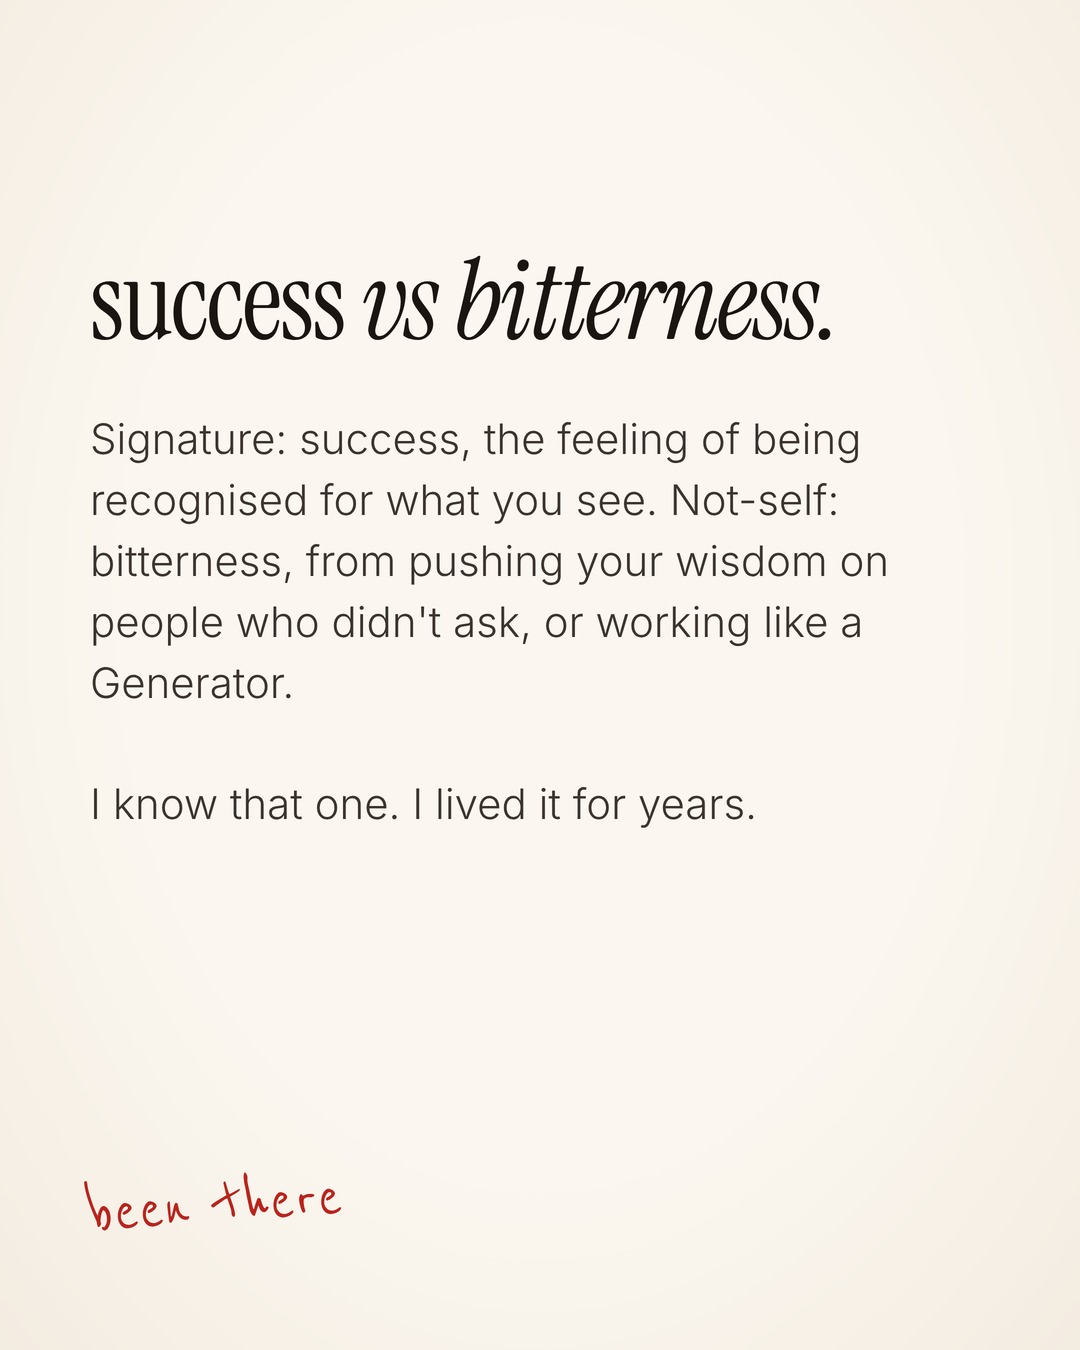 success vs bitterness.
Signature: success, the feeling of being
recognised for what you see. Not-self:
bitterness, from pushing your wisdom on
people who didn't ask, or working like a
Generator.
I know that one. I lived it for years.
been there